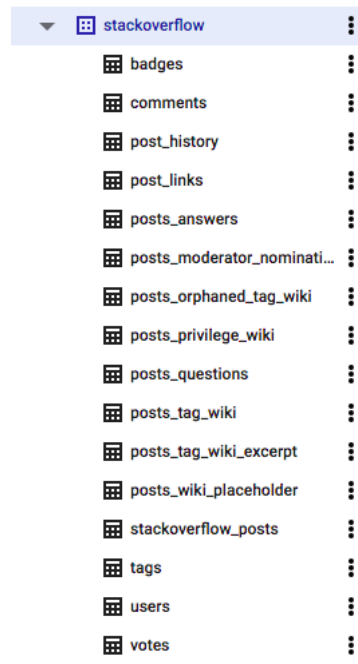 stackoverflow
badges
comments
post_history
post_links
posts_answers
posts_moderator_nominati...
posts_orphaned_tag_wiki
posts_privilege_wiki
posts_questions
posts_tag_wiki
posts_tag_wiki_excerpt
posts_wiki_placeholder
stackoverflow_posts
tags
users
votes